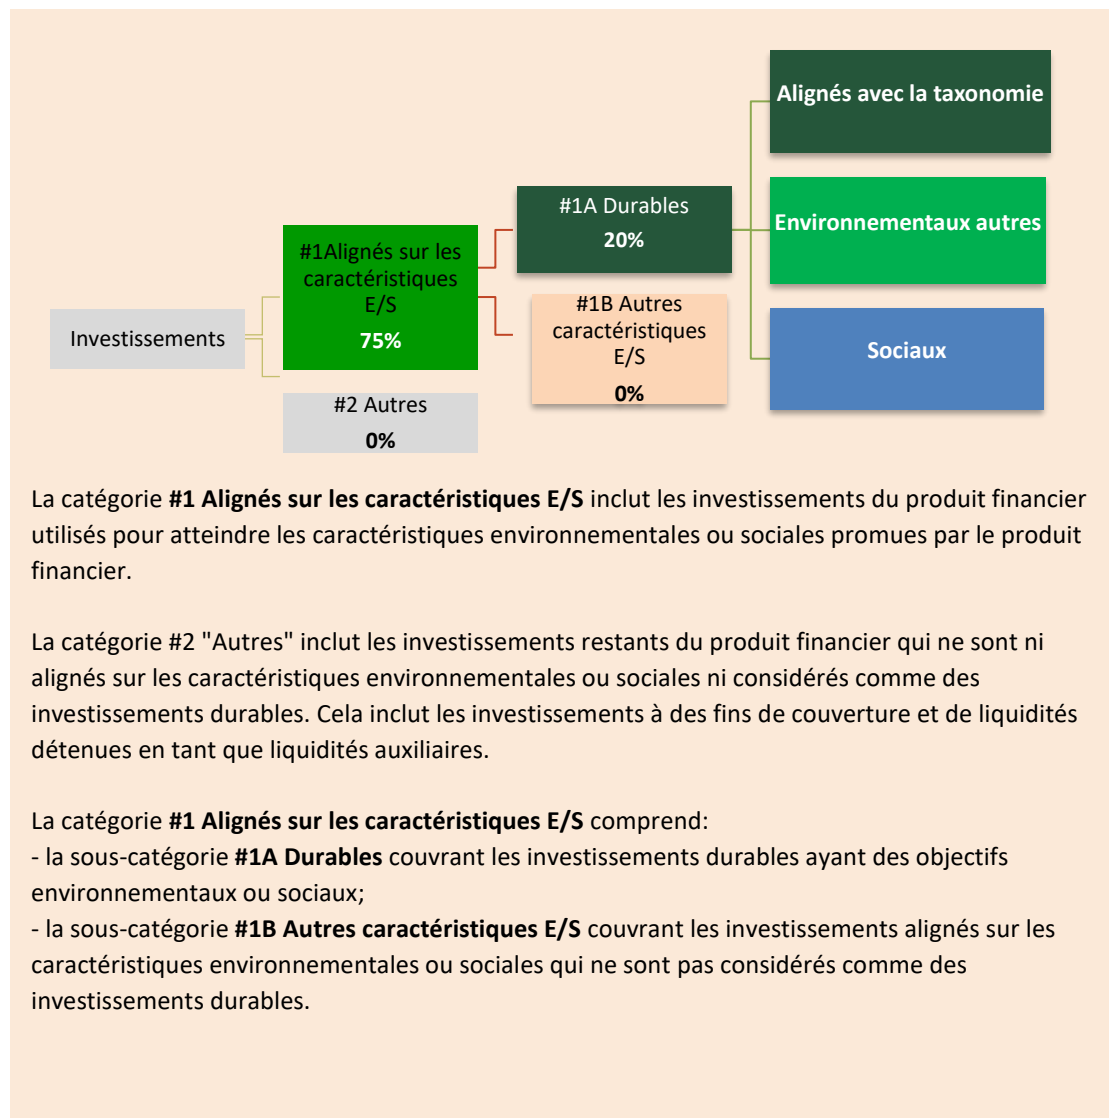 Investissements
#1Alignés sur les
caractéristiques
E/S
75%
#2 Autres
0%
#1A Durables
20%
#1B Autres
caractéristiques
E/S
0%
Alignés avec la taxonomie
Environnementaux autres
Sociaux
La catégorie #1 Alignés sur les caractéristiques E/S inclut les investissements du produit financier
utilisés pour atteindre les caractéristiques environnementales ou sociales promues par le produit
financier.
La catégorie #2 "Autres" inclut les investissements restants du produit financier qui ne sont ni
alignés sur les caractéristiques environnementales ou sociales ni considérés comme des
investissements durables. Cela inclut les investissements à des fins de couverture et de liquidités
détenues en tant que liquidités auxiliaires.
La catégorie #1 Alignés sur les caractéristiques E/S comprend:
- la sous-catégorie #1A Durables couvrant les investissements durables ayant des objectifs
environnementaux ou sociaux;
- la sous-catégorie #1B Autres caractéristiques E/S couvrant les investissements alignés sur les
caractéristiques environnementales ou sociales qui ne sont pas considérés comme des
investissements durables.